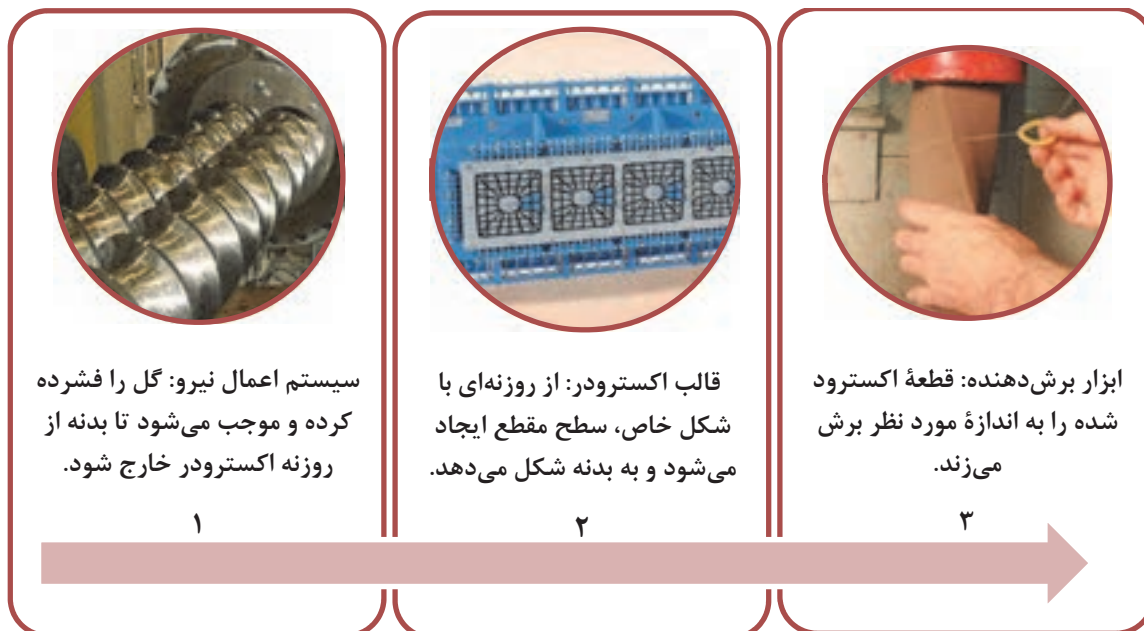 سیستم اعمال نیرو: گل را فشرده
کرده و موجب می‌شود تا بدنه از
روزنه اکسترودر خارج شود.
۱
قالب اکسترودر: از روزنه‌ای با
شکل خاص، سطح مقطع ایجاد
می‌شود و به بدنه شکل می‌دهد.
۲
ابزار برش‌دهنده: قطعهٔ اکسترود
شده را به اندازهٔ مورد نظر برش
می‌زند.
۳